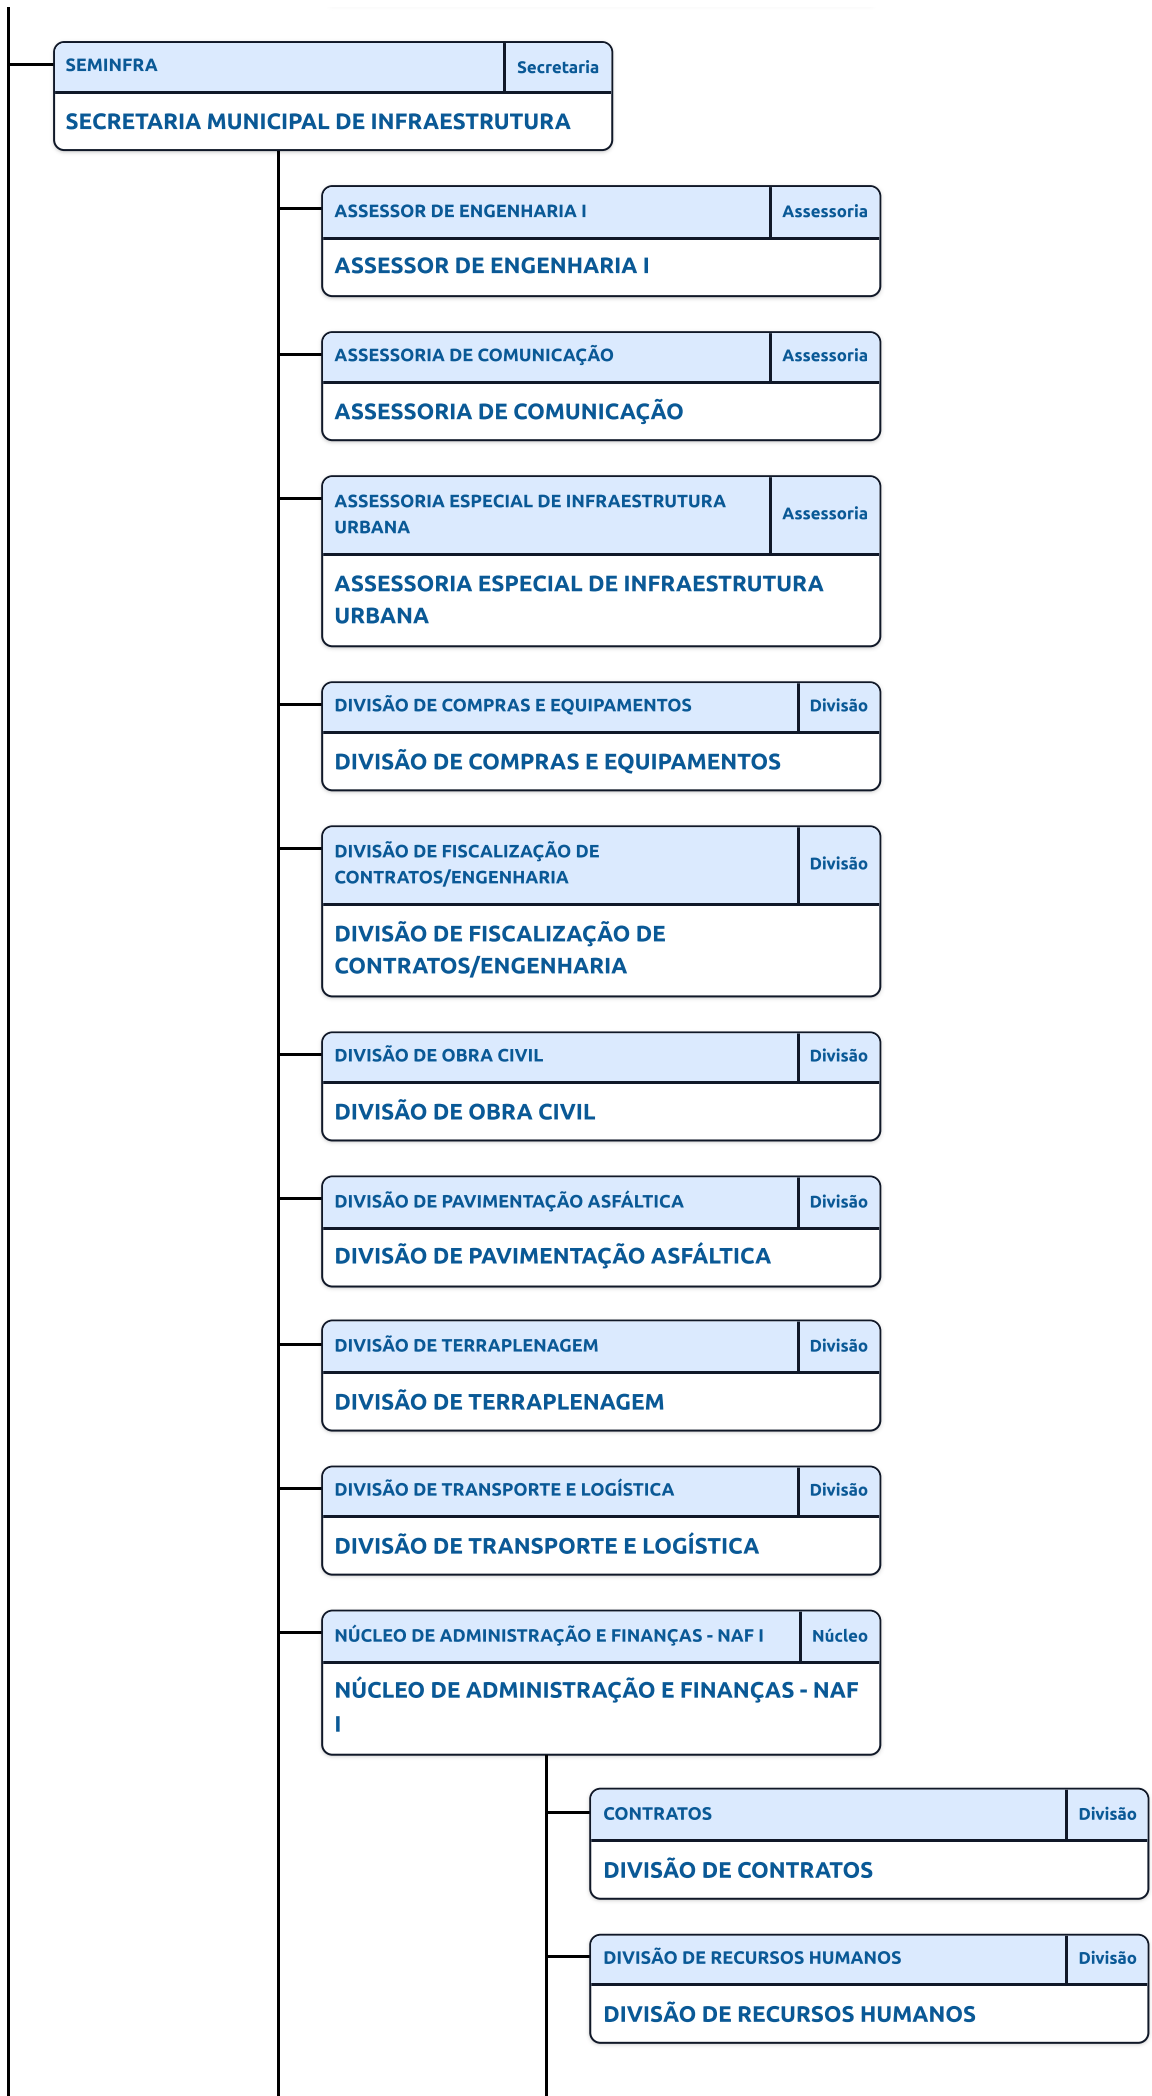 SEMINFRA
Secretaria
SECRETARIA MUNICIPAL DE INFRAESTRUTURA
ASSESSOR DE ENGENHARIA I
Assessoria
ASSESSOR DE ENGENHARIA I
ASSESSORIA DE COMUNICAÇÃO
Assessoria
ASSESSORIA DE COMUNICAÇÃO
ASSESSORIA ESPECIAL DE INFRAESTRUTURA
URBANA
Assessoria
ASSESSORIA ESPECIAL DE INFRAESTRUTURA
URBANA
DIVISÃO DE COMPRAS E EQUIPAMENTOS
Divisão
DIVISÃO DE COMPRAS E EQUIPAMENTOS
DIVISÃO DE FISCALIZAÇÃO DE
CONTRATOS/ENGENHARIA
Divisão
DIVISÃO DE FISCALIZAÇÃO DE
CONTRATOS/ENGENHARIA
DIVISÃO DE OBRA CIVIL
Divisão
DIVISÃO DE OBRA CIVIL
DIVISÃO DE PAVIMENTAÇÃO ASFÁLTICA
Divisão
DIVISÃO DE PAVIMENTAÇÃO ASFÁLTICA
DIVISÃO DE TERRAPLENAGEM
Divisão
DIVISÃO DE TERRAPLENAGEM
DIVISÃO DE TRANSPORTE E LOGÍSTICA
Divisão
DIVISÃO DE TRANSPORTE E LOGÍSTICA
NÚCLEO DE ADMINISTRAÇÃO E FINANÇAS - NAF I
Núcleo
NÚCLEO DE ADMINISTRAÇÃO E FINANÇAS - NAF
I
CONTRATOS
Divisão
DIVISÃO DE CONTRATOS
DIVISÃO DE RECURSOS HUMANOS
Divisão
DIVISÃO DE RECURSOS HUMANOS